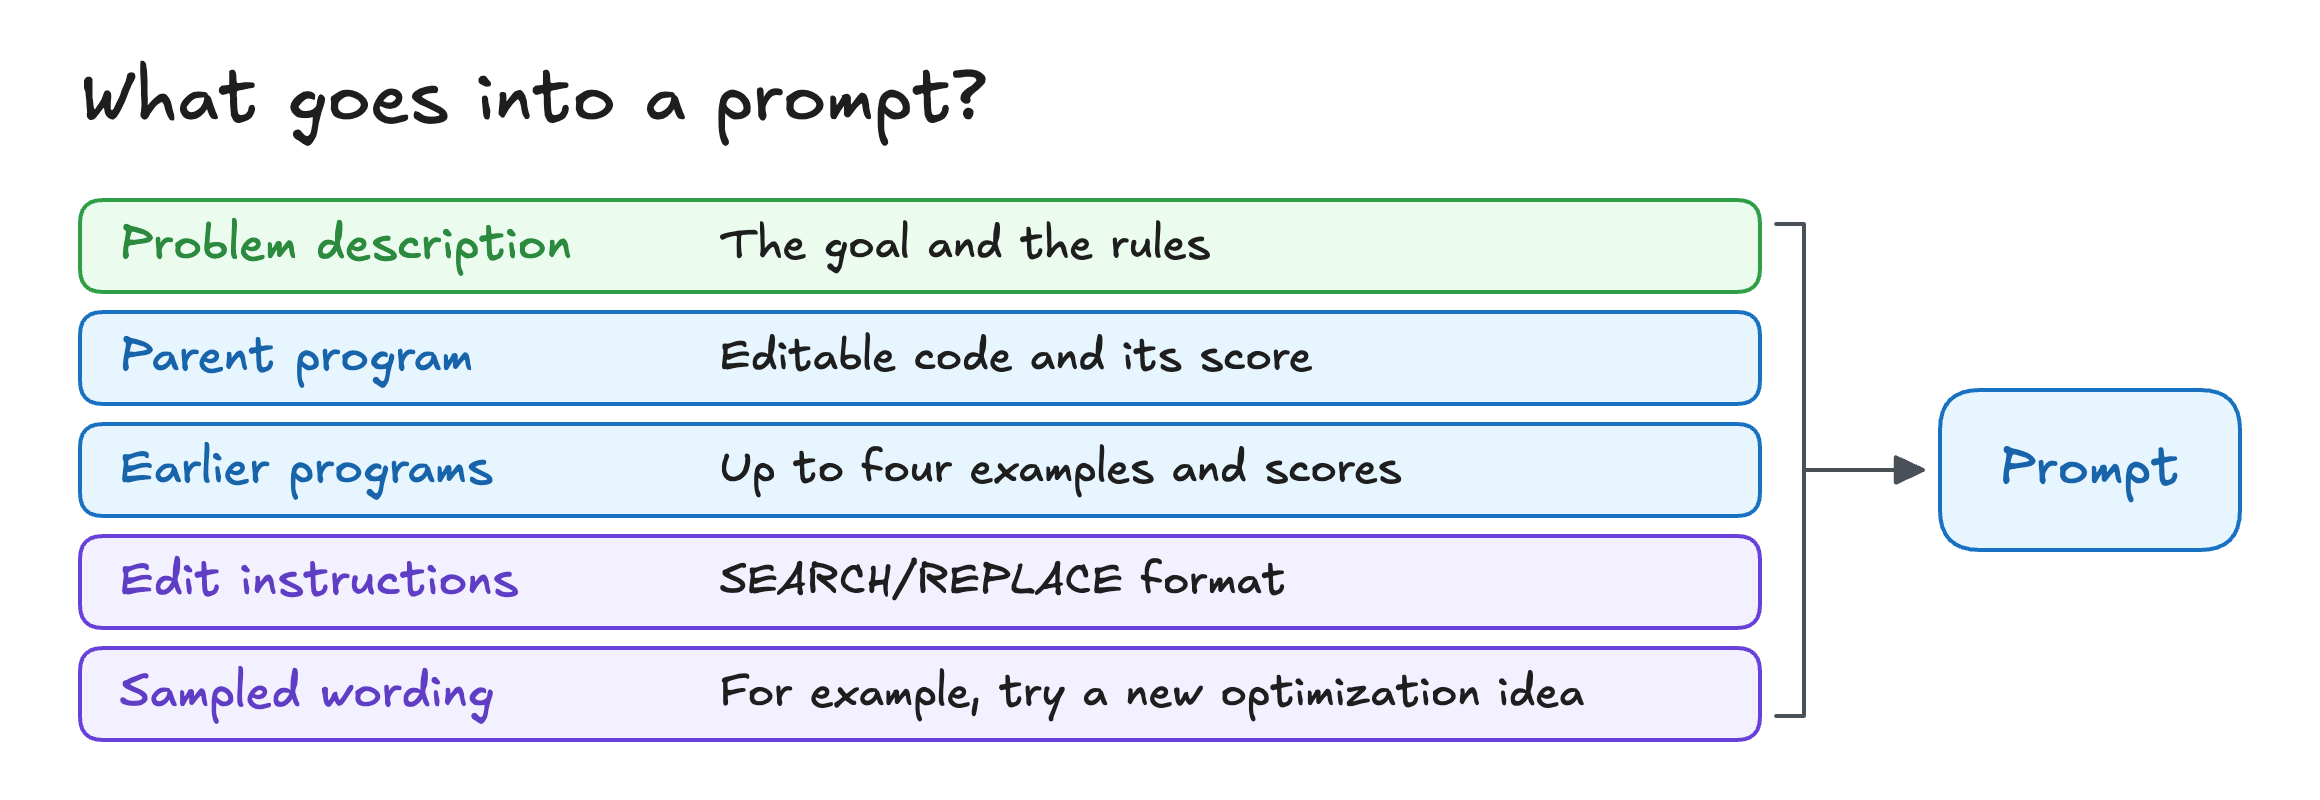 What goes into a prompt?
Problem description The goal and the rules
Parent program Editable code and its score
Earlier programs Up to four examples and scores
Edit instructions SEARCH/REPLACE format
Sampled wording For example, try a new optimization idea
Prompt